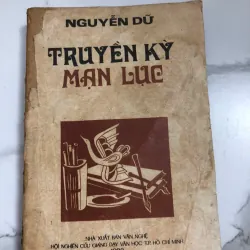 NGUYỄN DỮ
TRUYỀN KỲ
MẠN LỤC
NHÀ XUẤT BẢN VĂN NGHỆ
HỘI NGHIÊN CỨU GIẢNG DẠY VĂN HỌC T.P. HỒ CHÍ MINH